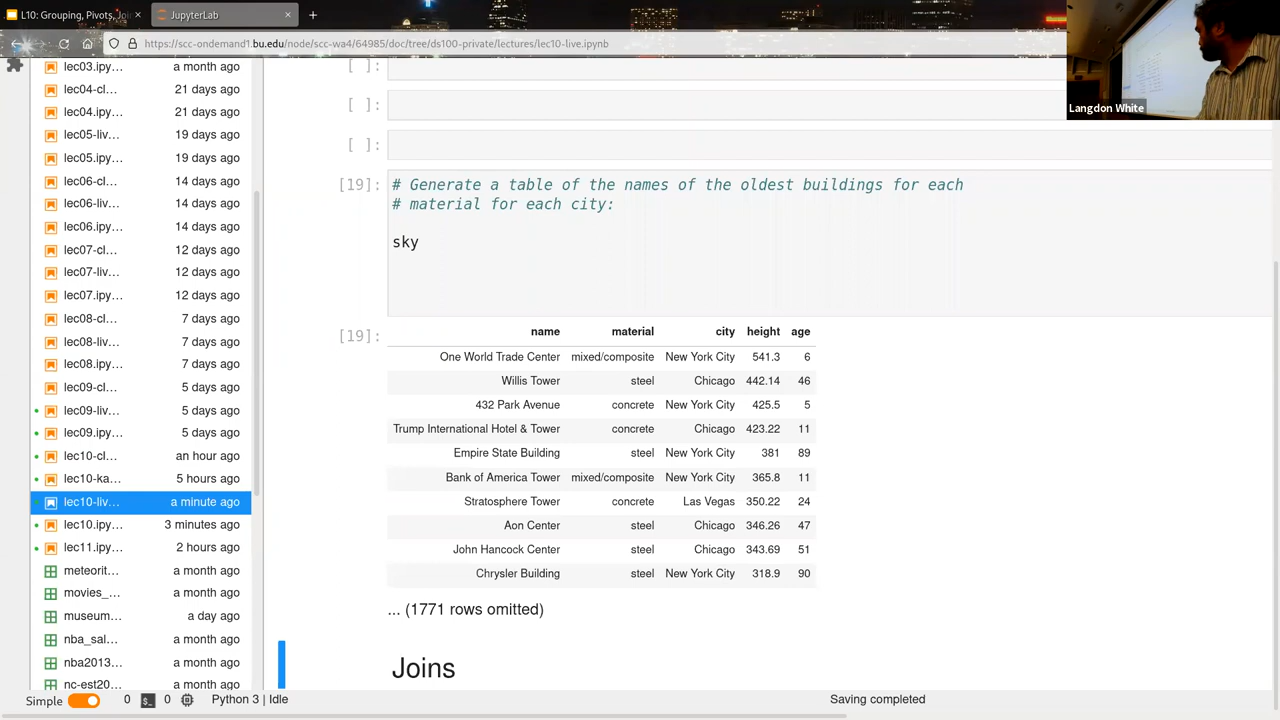 L10: Grouping, Pivots, Joi
JupyterLab
https://scc-ondemand1.bu.edu/node/scc-wa4/64985/doc/tree/ds100-private/lectures/lec10-live.ipynb
Langdon White
lec03.ipy… a month ago
lec04-cl… 21 days ago
lec04.ipy… 21 days ago
lec05-liv… 19 days ago
lec05.ipy… 19 days ago
lec06-cl… 14 days ago
lec06-liv… 14 days ago
lec06.ipy… 14 days ago
lec07-cl… 12 days ago
lec07-liv… 12 days ago
lec07.ipy… 12 days ago
lec08-cl… 7 days ago
lec08-liv… 7 days ago
lec08.ipy… 7 days ago
lec09-cl… 5 days ago
lec09-liv… 5 days ago
lec09.ipy… 5 days ago
lec10-cl… an hour ago
lec10-ka… 5 hours ago
lec10-liv… a minute ago
lec10.ipy… 3 minutes ago
lec11.ipy… 2 hours ago
meteorit… a month ago
movies_… a month ago
museum… a day ago
nba_sal… a month ago
nba2013… a month ago
nc-est20… a month ago
[ ]:
[ ]:
[ ]:
[19]: # Generate a table of the names of the oldest buildings for each
# material for each city:
sky
[19]: name material city height age
One World Trade Center mixed/composite New York City 541.3 6
Willis Tower steel Chicago 442.14 46
432 Park Avenue concrete New York City 425.5 5
Trump International Hotel & Tower concrete Chicago 423.22 11
Empire State Building steel New York City 381 89
Bank of America Tower mixed/composite New York City 365.8 11
Stratosphere Tower concrete Las Vegas 350.22 24
Aon Center steel Chicago 346.26 47
John Hancock Center steel Chicago 343.69 51
Chrysler Building steel New York City 318.9 90
... (1771 rows omitted)
Joins
Simple 0 $_ 0 Python 3 | Idle Saving completed